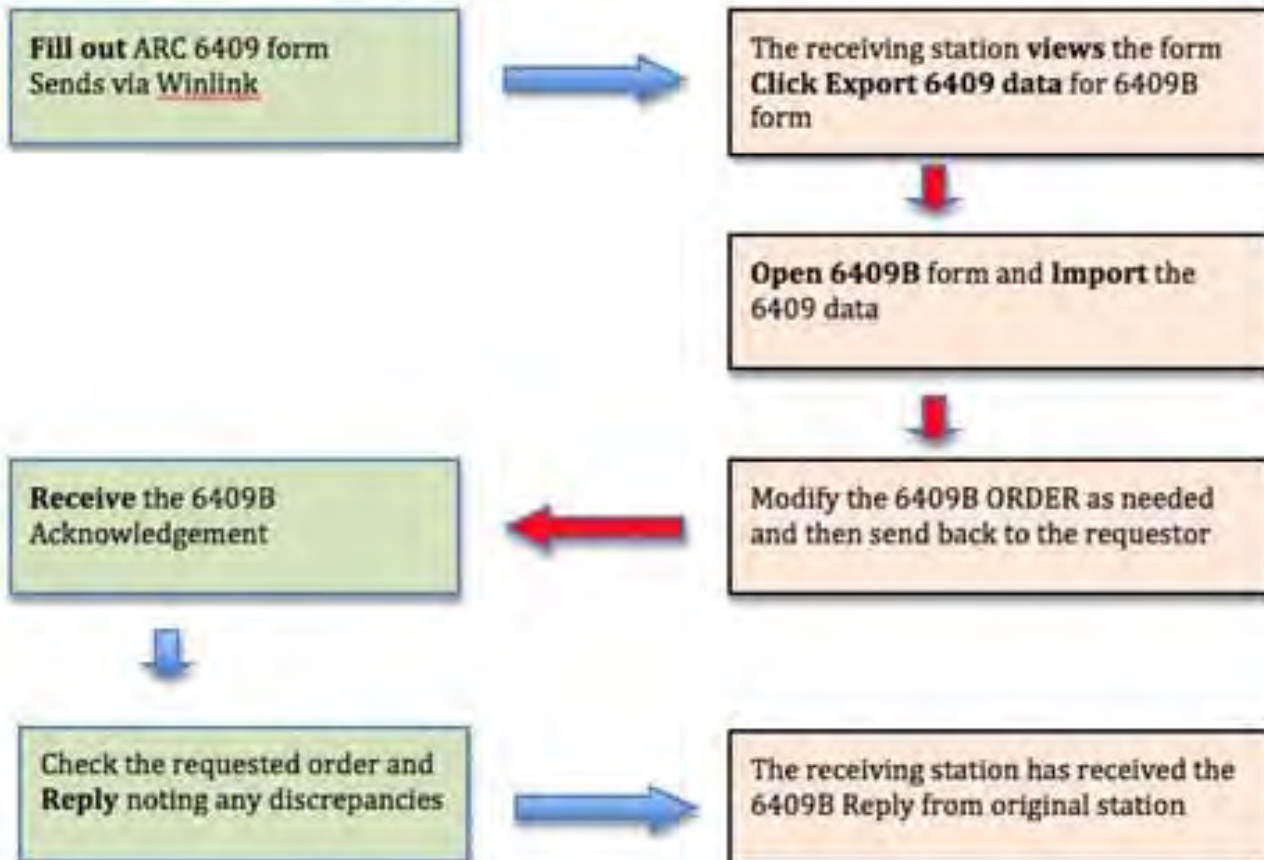 Fill out ARC 6409 form
Sends via Winlink
The receiving station views the form
Click Export 6409 data for 6409B
form
Open 6409B form and Import the
6409 data
Modify the 6409B ORDER as needed
and then send back to the requestor
Receive the 6409B
Acknowledgement
Check the requested order and
Reply noting any discrepancies
The receiving station has received the
6409B Reply from original station